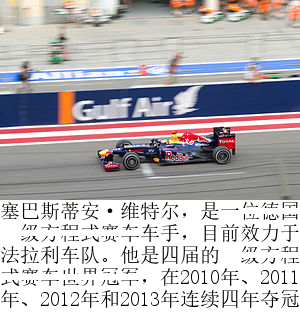 Gulf Air
TOTAL
Red Bull
塞巴斯蒂安·维特尔，是一位德国
级方程式赛车车手，目前效力于
法拉利车队。他是四届的 级方程
式赛车世界冠军，在2010年、2011
年、2012年和2013年连续四年夺冠